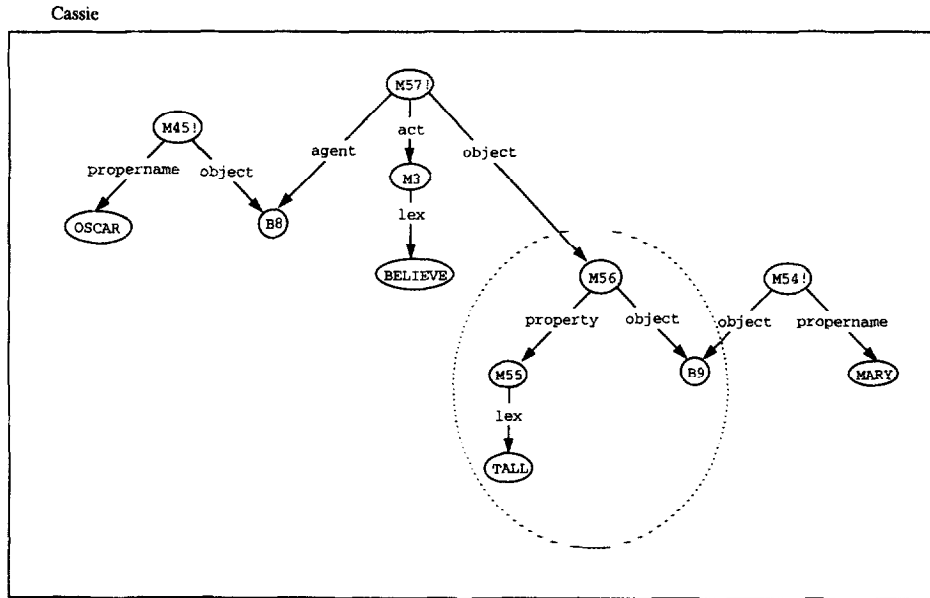 Cassie
M57!
M45!
act
agent
object
propername
object
M3
OSCAR
B8
lex
BELIEVE
M56
M54!
property
object
object
propername
M55
B9
MARY
lex
TALL